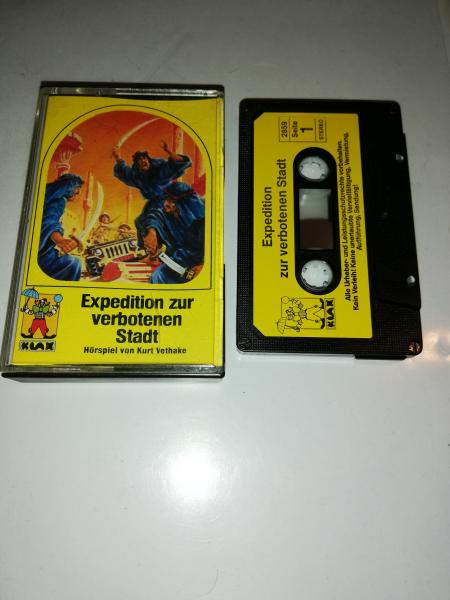 Expedition zur
verbotenen
Stadt
Hörspiel von Kurt Vethake
KLAX
2859
Seite
1
STEREO
Expedition
zur verbotenen Stadt
Alle Urheber- und Leistungsschutzrechte vorbehalten.
Kein Verleih! Keine unerlaubte Vervielfältigung, Vermietung,
Aufführung, Sendung!
KLAX